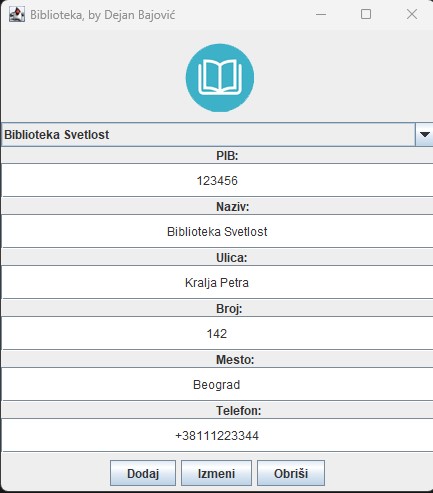 Biblioteka, by Dejan Bajović
Biblioteka Svetlost
PIB:
123456
Naziv:
Biblioteka Svetlost
Ulica:
Kralja Petra
Broj:
142
Mesto:
Beograd
Telefon:
+38111223344
Dodaj Izmeni Obriši